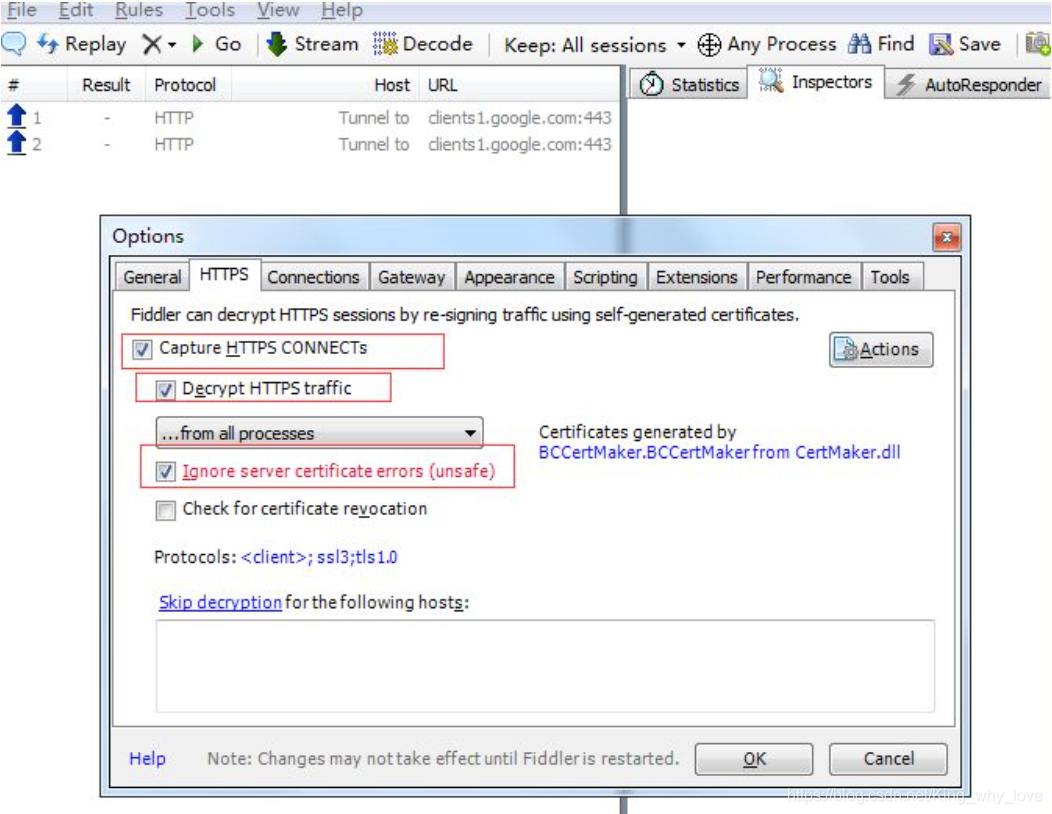 File Edit Rules Tools View Help
Replay Go Stream Decode Keep: All sessions Any Process Find Save
# Result Protocol Host URL
Statistics Inspectors AutoResponder
1 - HTTP Tunnel to clients1.google.com:443
2 - HTTP Tunnel to clients1.google.com:443
Options
General HTTPS Connections Gateway Appearance Scripting Extensions Performance Tools
Fiddler can decrypt HTTPS sessions by re-signing traffic using self-generated certificates.
Capture HTTPS CONNECTs
Actions
Decrypt HTTPS traffic
...from all processes
Certificates generated by
BCCertMaker.BCCertMaker from CertMaker.dll
Ignore server certificate errors (unsafe)
Check for certificate revocation
Protocols: <client>; ssl3;tls1.0
Skip decryption for the following hosts:
Help Note: Changes may not take effect until Fiddler is restarted. OK Cancel
https://blog.csdn.net/King_why_love